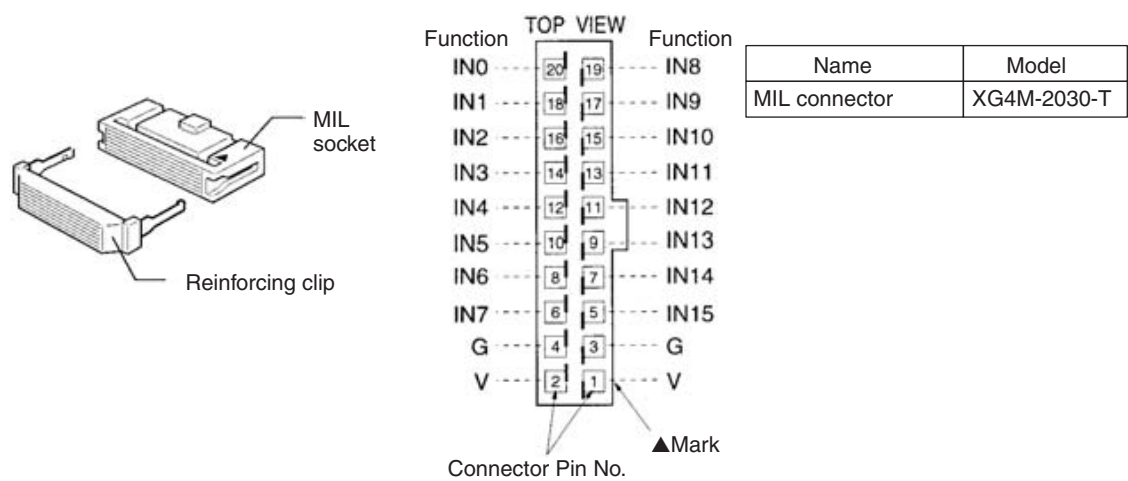 TOP VIEW
Function Function
IN0 20 19 IN8
IN1 18 17 IN9
IN2 16 15 IN10
IN3 14 13 IN11
IN4 12 11 IN12
IN5 10 9 IN13
IN6 8 7 IN14
IN7 6 5 IN15
G 4 3 G
V 2 1 V
▲Mark
Connector Pin No.
MIL
socket
Reinforcing clip
Name Model
MIL connector XG4M-2030-T